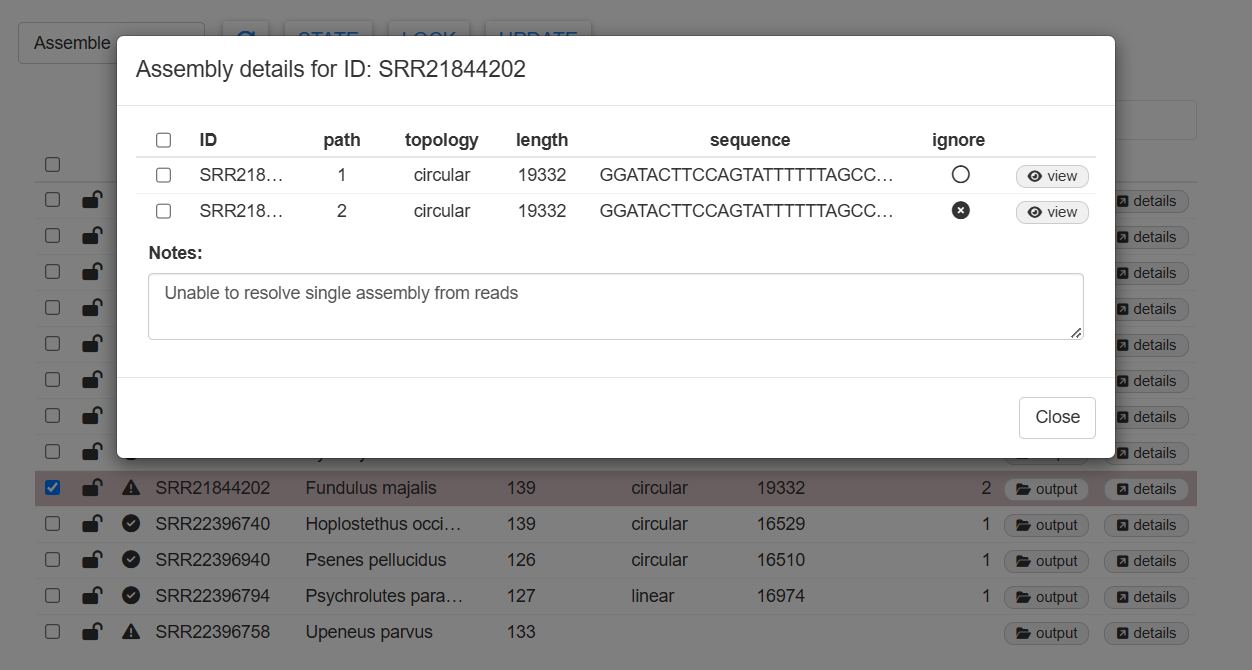 Assemble
STATE LOCK UPDATE
Assembly details for ID: SRR21844202
ID path topology length sequence ignore
SRR218… 1 circular 19332 GGATACTTCCAGTATTTTTTAGCC… view
SRR218… 2 circular 19332 GGATACTTCCAGTATTTTTTAGCC… view
Notes:
Unable to resolve single assembly from reads
Close
details
details
details
details
details
details
details
details
SRR21844202 Fundulus majalis 139 circular 19332 2 output details
SRR22396740 Hoplostethus occi… 139 circular 16529 1 output details
SRR22396940 Psenes pellucidus 126 circular 16510 1 output details
SRR22396794 Psychrolutes para… 127 linear 16974 1 output details
SRR22396758 Upeneus parvus 133 output details